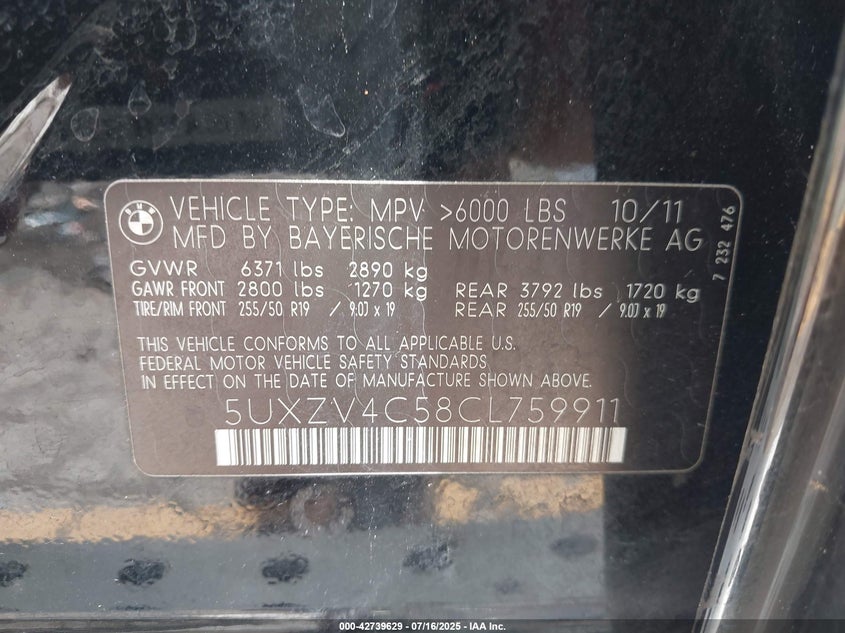 BMW
VEHICLE TYPE: MPV >6000 LBS 10/11
MFD BY BAYERISCHE MOTORENWERKE AG
7 232 476
GVWR 6371 lbs 2890 kg
GAWR FRONT 2800 lbs 1270 kg REAR 3792 lbs 1720 kg
TIRE/RIM FRONT 255/50 R19 / 9.0J x 19 REAR 255/50 R19 / 9.0J x 19
THIS VEHICLE CONFORMS TO ALL APPLICABLE U.S.
FEDERAL MOTOR VEHICLE SAFETY STANDARDS
IN EFFECT ON THE DATE OF MANUFACTURE SHOWN ABOVE.
5UXZV4C58CL759911
000-42739629 - 07/16/2025 - IAA Inc.